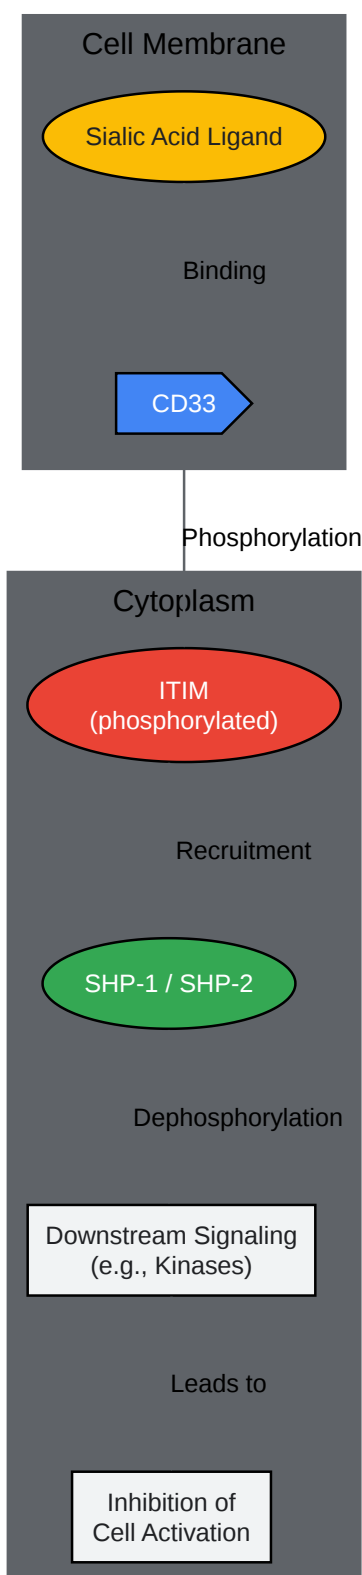 Cell Membrane
Sialic Acid Ligand
Binding
CD33
Phosphorylation
Cytoplasm
ITIM
(phosphorylated)
Recruitment
SHP-1 / SHP-2
Dephosphorylation
Downstream Signaling
(e.g., Kinases)
Leads to
Inhibition of
Cell Activation